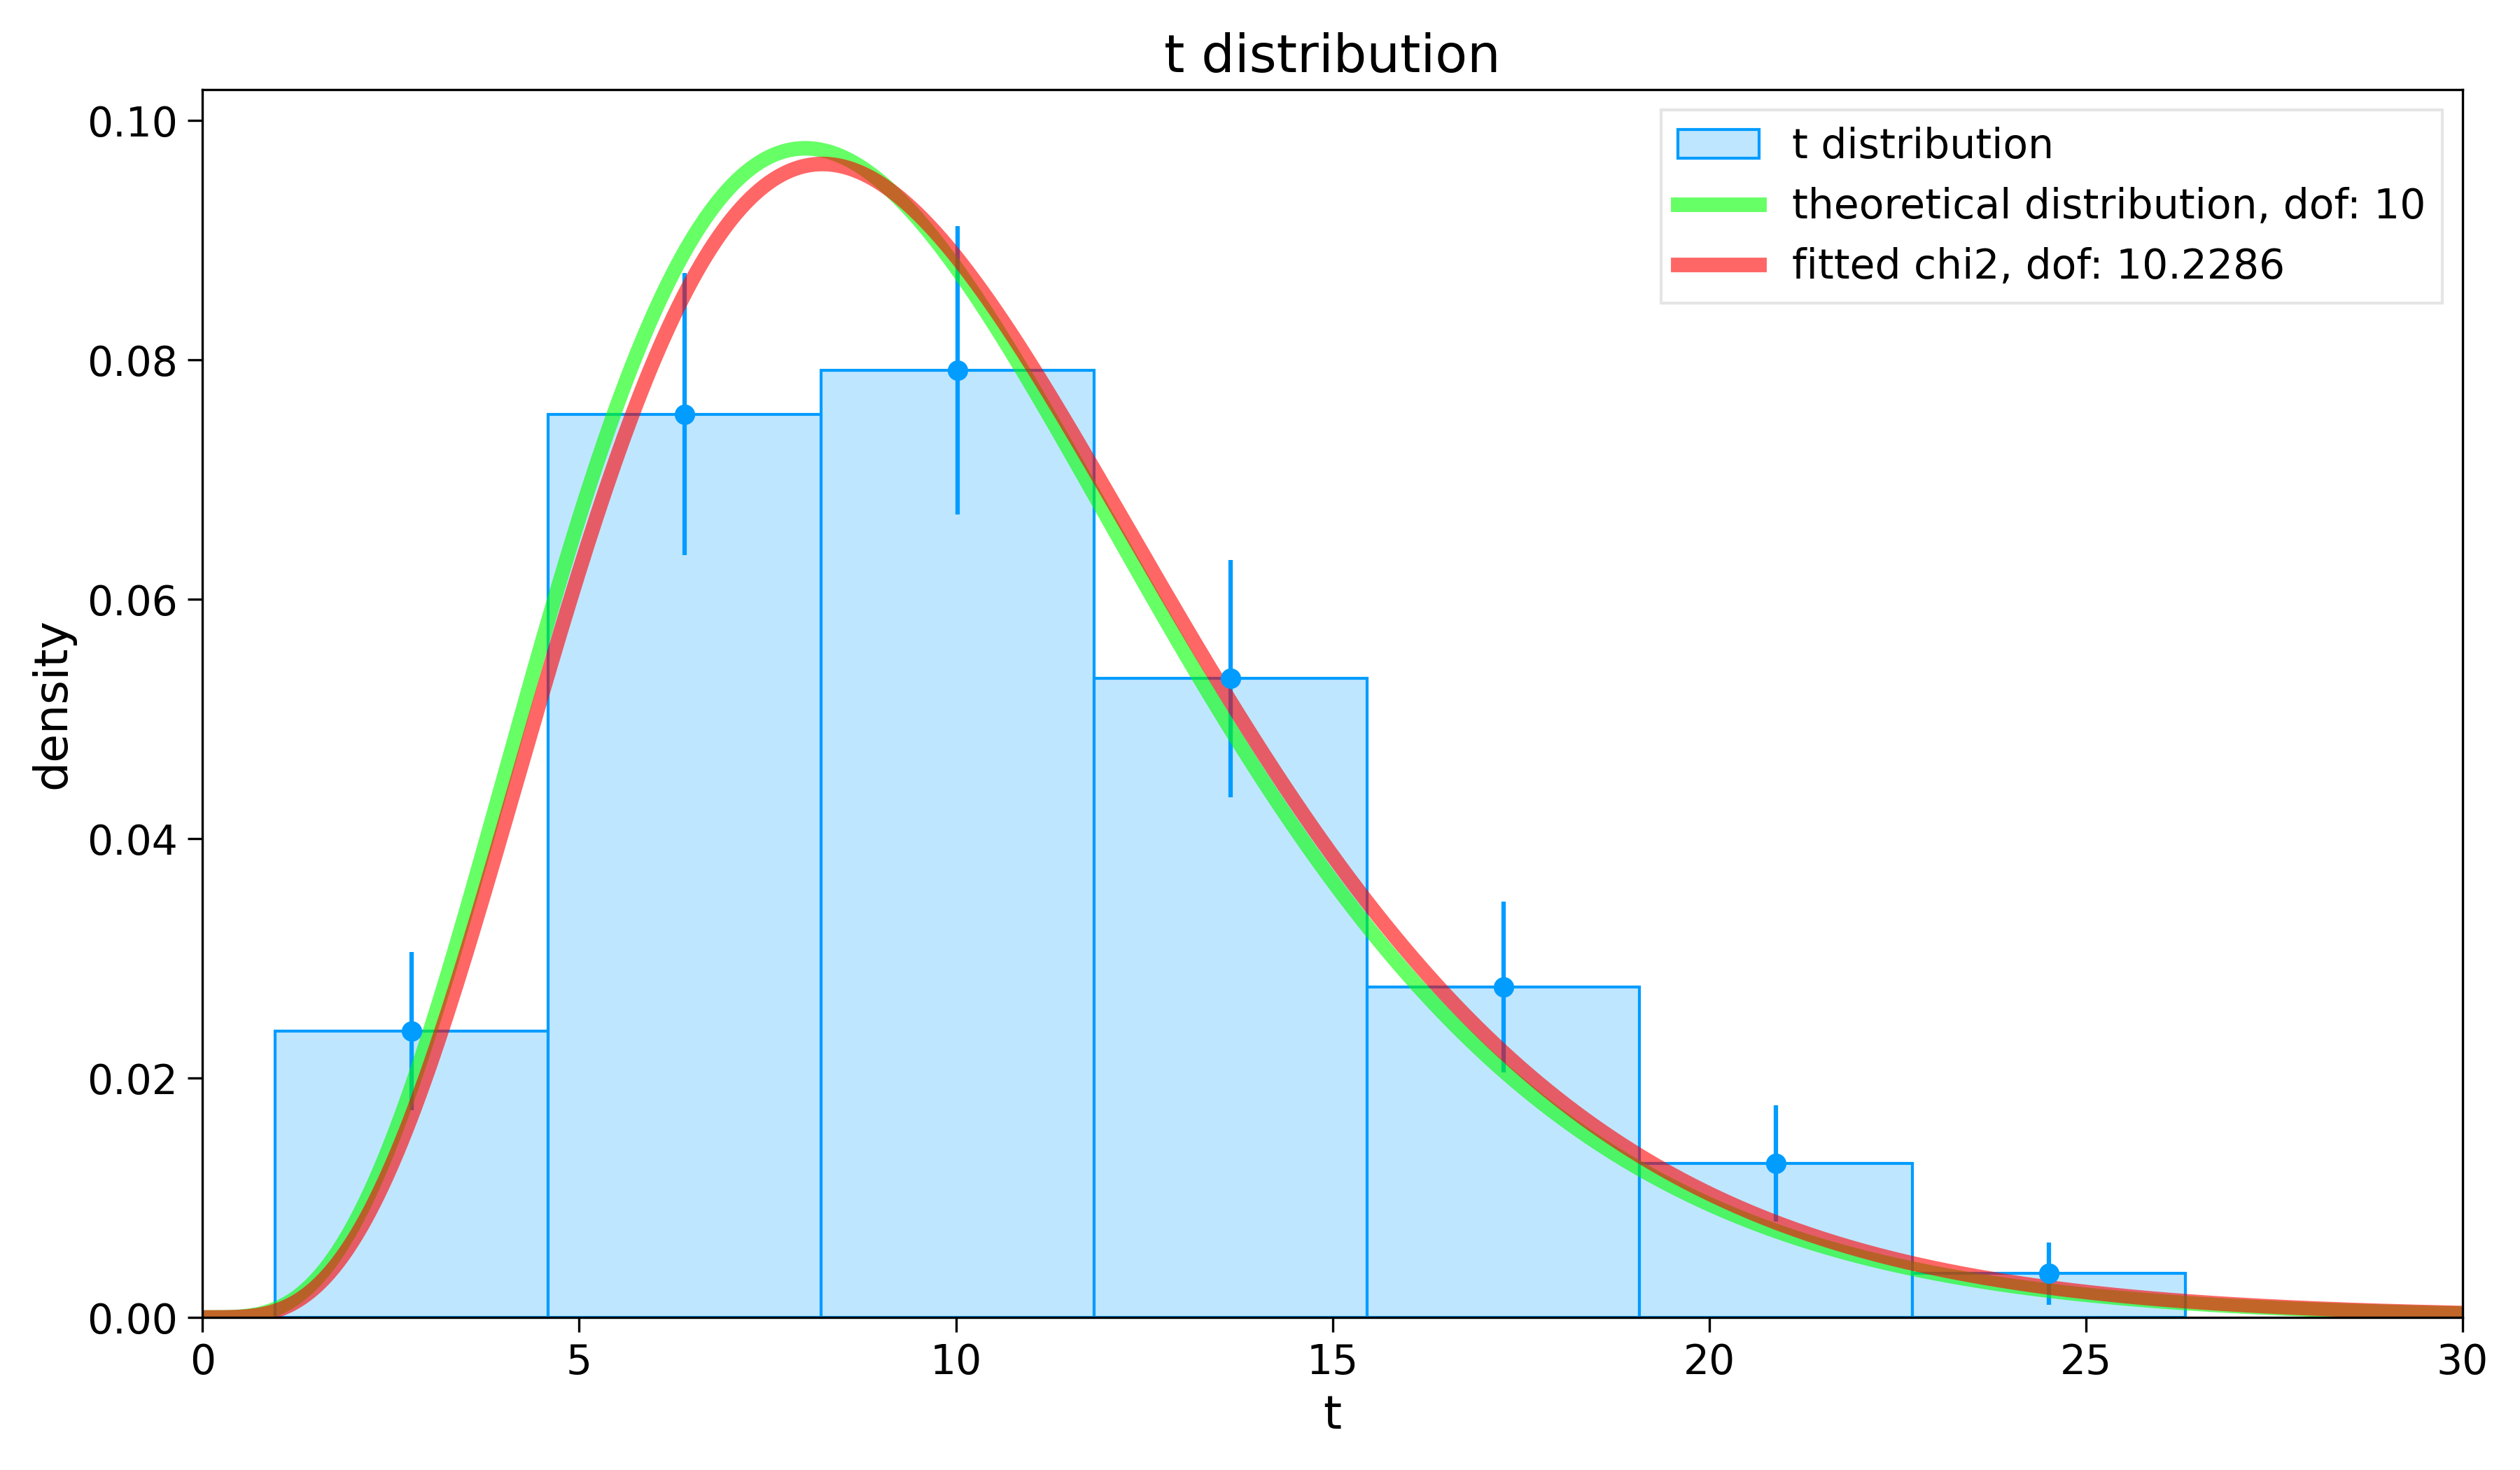 t distribution
0.10
0.08
0.06
0.04
0.02
0.00
density
t distribution
theoretical distribution, dof: 10
fitted chi2, dof: 10.2286
0 5 10 15 20 25 30
t